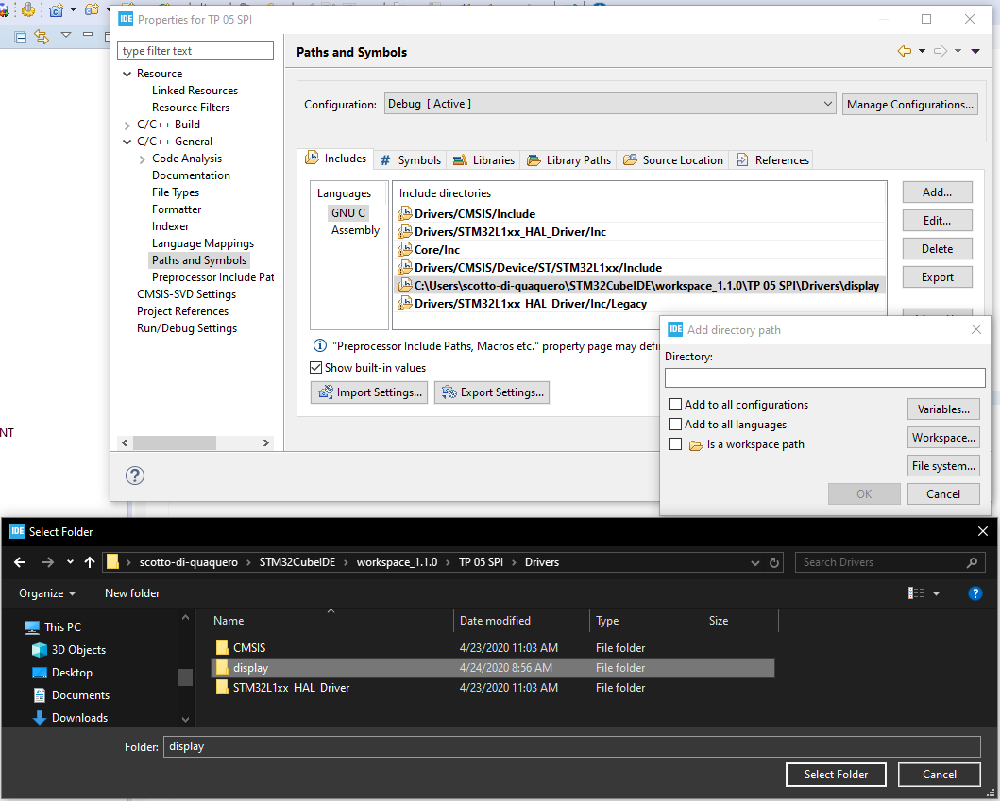 IDE Properties for TP 05 SPI
type filter text
Resource
Linked Resources
Resource Filters
C/C++ Build
C/C++ General
Code Analysis
Documentation
File Types
Formatter
Indexer
Language Mappings
Paths and Symbols
Preprocessor Include Pat
CMSIS-SVD Settings
Project References
Run/Debug Settings
NT
Paths and Symbols
Configuration: Debug [ Active ] Manage Configurations...
Includes # Symbols Libraries Library Paths Source Location References
Languages
GNU C
Assembly
Include directories
Drivers/CMSIS/Include
Drivers/STM32L1xx_HAL_Driver/Inc
Core/Inc
Drivers/CMSIS/Device/ST/STM32L1xx/Include
C:\Users\scotto-di-quaquero\STM32CubeIDE\workspace_1.1.0\TP 05 SPI\Drivers\display
Drivers/STM32L1xx_HAL_Driver/Inc/Legacy
Add...
Edit...
Delete
Export
"Preprocessor Include Paths, Macros etc." property page may defi
Show built-in values
Import Settings... Export Settings...
IDE Add directory path
Directory:
Add to all configurations
Add to all languages
Is a workspace path
Variables...
Workspace...
File system...
OK Cancel
IDE Select Folder
scotto-di-quaquero > STM32CubeIDE > workspace_1.1.0 > TP 05 SPI > Drivers
Search Drivers
Organize New folder
This PC
3D Objects
Desktop
Documents
Downloads
Name Date modified Type Size
CMSIS 4/23/2020 11:03 AM File folder
display 4/24/2020 8:56 AM File folder
STM32L1xx_HAL_Driver 4/23/2020 11:03 AM File folder
Folder: display
Select Folder Cancel